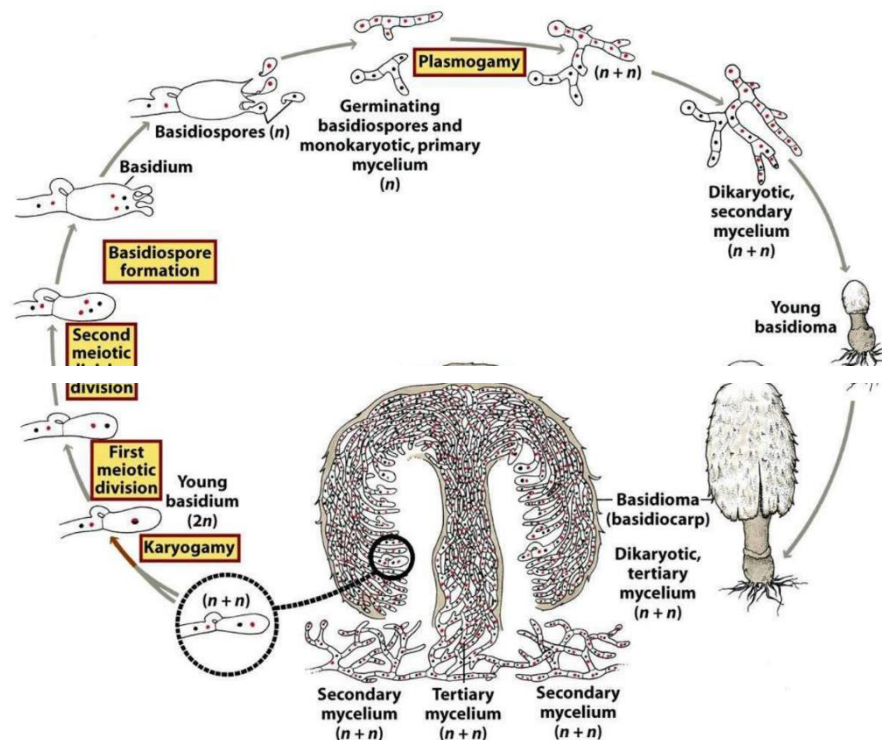 Plasmogamy
(n + n)
Basidiospores (n)
Germinating
basidiospores and
monokaryotic, primary
mycelium
(n)
Basidium
Dikaryotic,
secondary
mycelium
(n + n)
Basidiospore
formation
Young
basidioma
Second
meiotic
division
First
meiotic
division
Young
basidium
(2n)
Karyogamy
(n + n)
Basidioma
(basidiocarp)
Dikaryotic,
tertiary
mycelium
(n + n)
Secondary
mycelium
(n + n)
Tertiary
mycelium
(n + n)
Secondary
mycelium
(n + n)